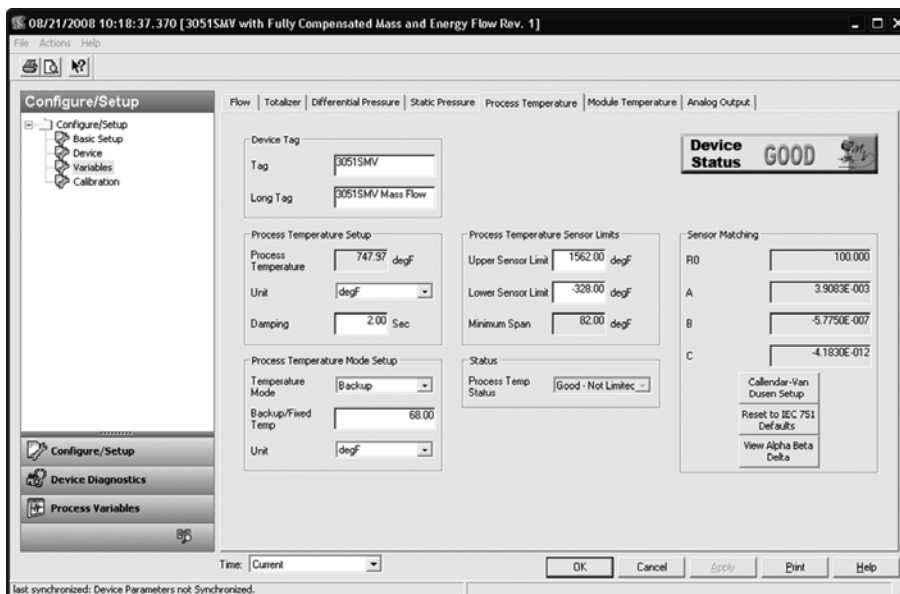 08/21/2008 10:18:37.370 [3051SMV with Fully Compensated Mass and Energy Flow Rev. 1]
File Actions Help
Configure/Setup
Configure/Setup
Basic Setup
Device
Variables
Calibration
Configure/Setup
Device Diagnostics
Process Variables
Flow Totalizer Differential Pressure Static Pressure Process Temperature Module Temperature Analog Output
Device Tag
Tag 3051SMV
Long Tag 3051SMV Mass Flow
Device Status GOOD
Process Temperature Setup
Process Temperature 747.97 degF
Unit degF
Damping 2.00 Sec
Process Temperature Sensor Limits
Upper Sensor Limit 1562.00 degF
Lower Sensor Limit -328.00 degF
Minimum Span 82.00 degF
Sensor Matching
R0 100.000
A 3.9083E-003
B -5.7750E-007
C -4.1830E-012
Callendar-Van
Dusen Setup
Reset to IEC 751
Defaults
View Alpha Beta
Delta
Process Temperature Mode Setup
Temperature Mode Backup
Backup/Fixed Temp 68.00
Unit degF
Status
Process Temp Status Good - Not Limitec
Time: Current
OK Cancel Apply Print Help
last synchronized: Device Parameters not Synchronized.